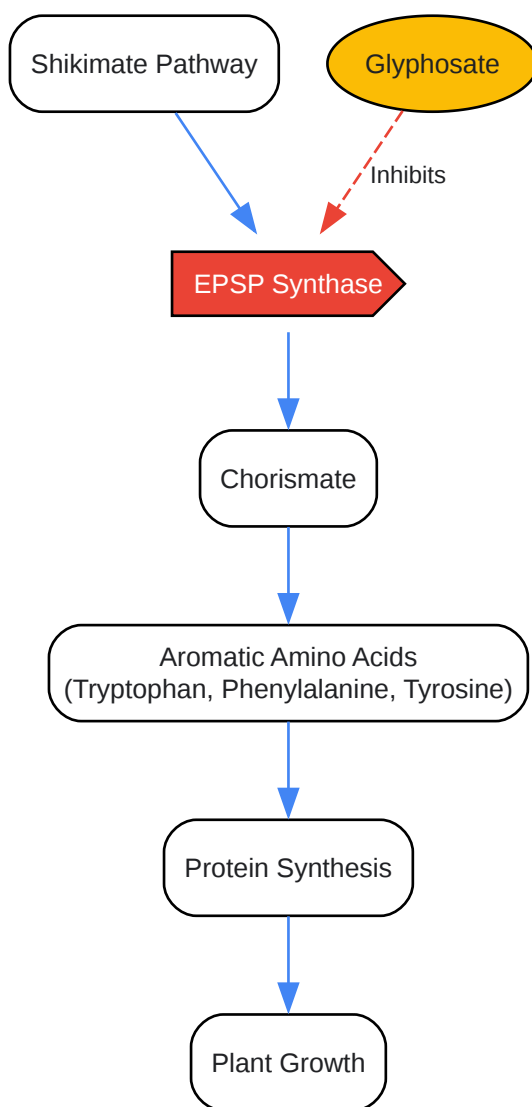 Shikimate Pathway
Glyphosate
Inhibits
EPSP Synthase
Chorismate
Aromatic Amino Acids
(Tryptophan, Phenylalanine, Tyrosine)
Protein Synthesis
Plant Growth